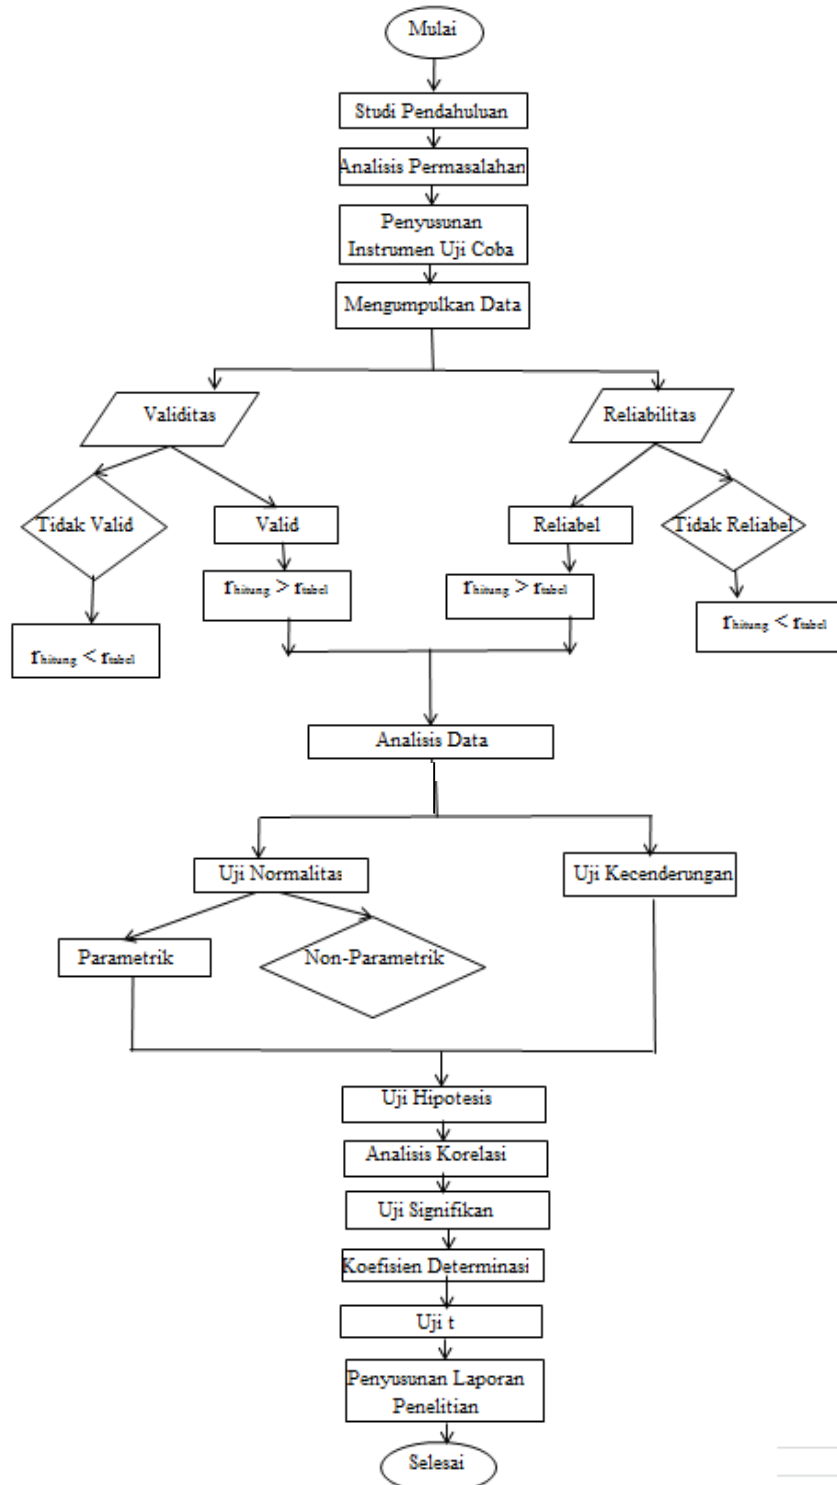 Mulai
Studi Pendahuluan
Analisis Permasalahan
Penyusunan
Instrumen Uji Coba
Mengumpulkan Data
Validitas
Reliabilitas
Tidak Valid
Valid
Reliabel
Tidak Reliabel
rhitung > rtabel
rhitung > rtabel
rhitung < rtabel
rhitung < rtabel
Analisis Data
Uji Normalitas
Uji Kecenderungan
Parametrik
Non-Parametrik
Uji Hipotesis
Analisis Korelasi
Uji Signifikan
Koefisien Determinasi
Uji t
Penyusunan Laporan
Penelitian
Selesai